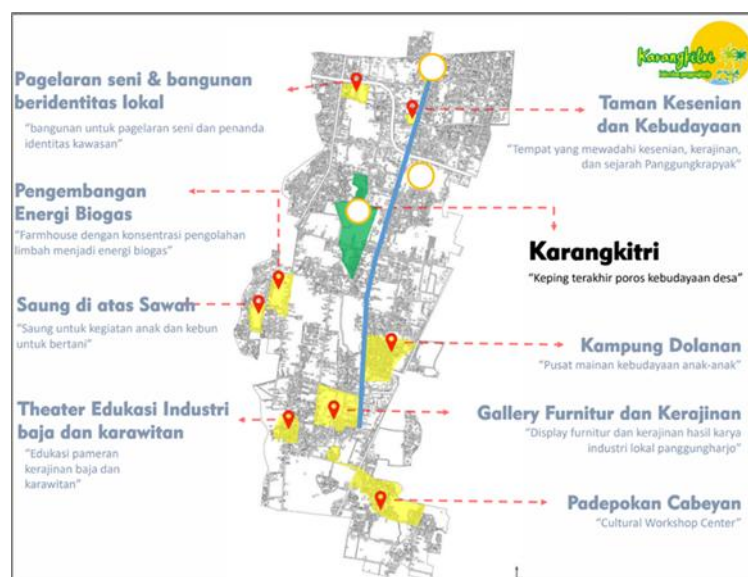 Karangkitri
Pagelaran seni & bangunan
beridentitas lokal
"bangunan untuk pagelaran seni dan penanda
identitas kawasan"
Taman Kesenian
dan Kebudayaan
"Tempat yang mewadahi kesenian, kerajinan,
dan sejarah Panggungkrapyak"
Pengembangan
Energi Biogas
"Farmhouse dengan konsentrasi pengolahan
limbah menjadi energi biogas"
Karangkitri
"Keping terakhir poros kebudayaan desa"
Saung di atas Sawah
"Saung untuk kegiatan anak dan kebun
untuk bertani"
Kampung Dolanan
"Pusat mainan kebudayaan anak-anak"
Theater Edukasi Industri
baja dan karawitan
"Edukasi pameran
kerajinan baja dan
karawitan"
Gallery Furnitur dan Kerajinan
"Display furnitur dan kerajinan hasil karya
industri lokal panggungharjo"
Padepokan Cabeyan
"Cultural Workshop Center"